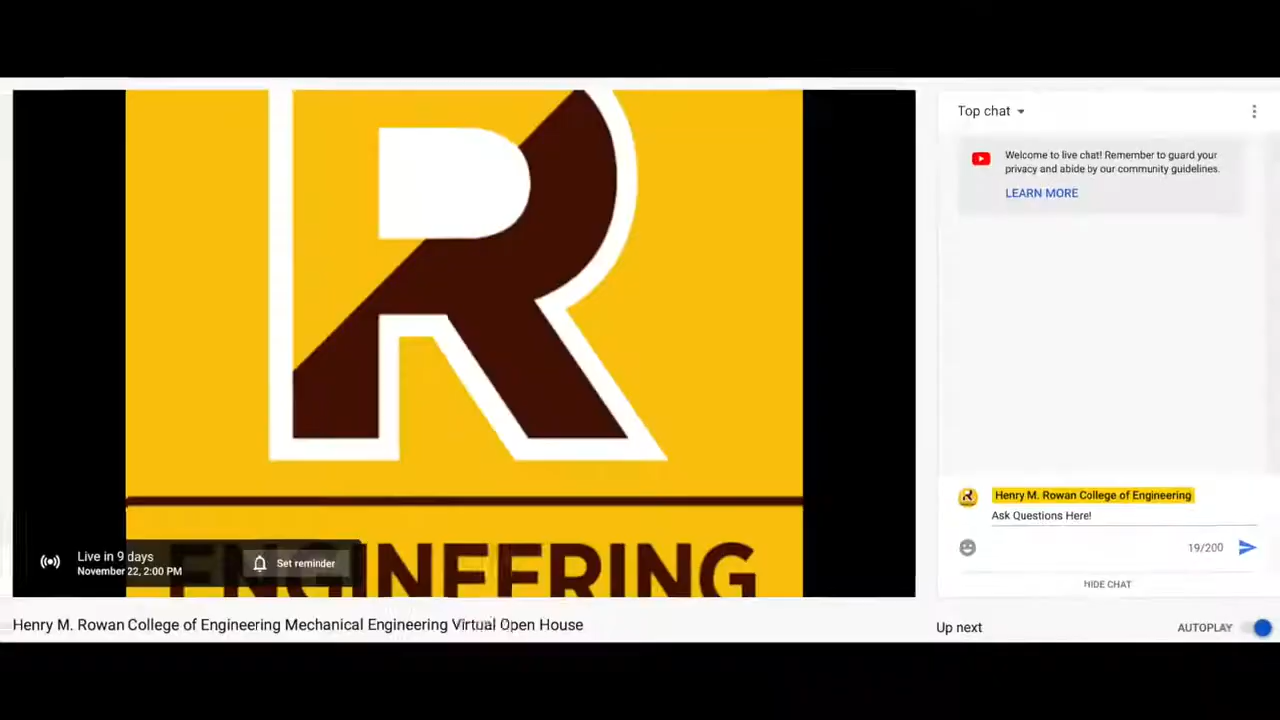 R
ENGINEERING
Live in 9 days
November 22, 2:00 PM
Set reminder
Henry M. Rowan College of Engineering Mechanical Engineering Virtual Open House
Top chat
Welcome to live chat! Remember to guard your
privacy and abide by our community guidelines.
LEARN MORE
Henry M. Rowan College of Engineering
Ask Questions Here!
19/200
HIDE CHAT
Up next
AUTOPLAY